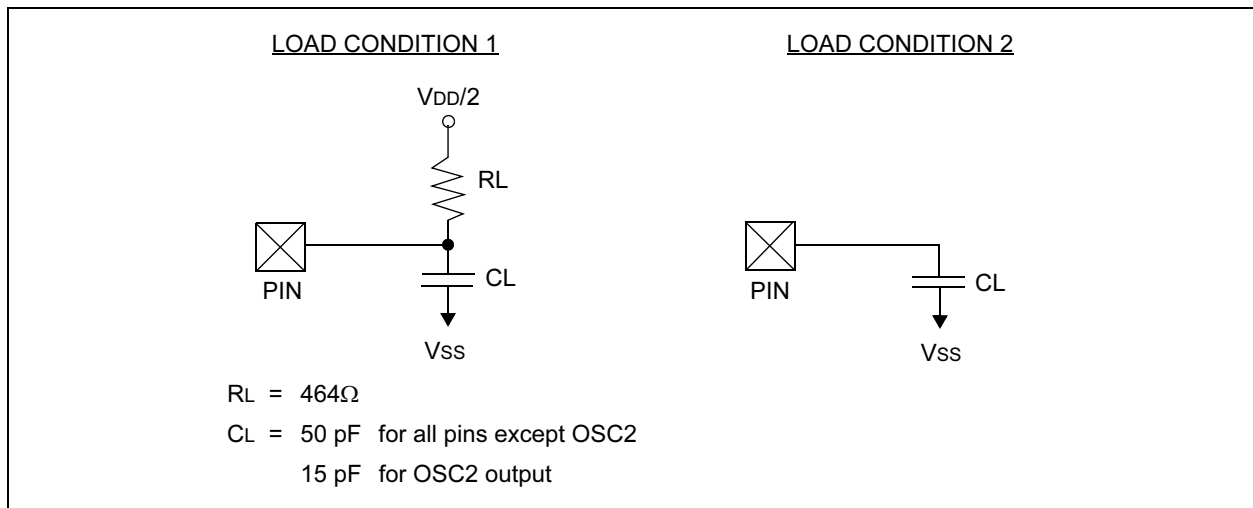 LOAD CONDITION 1
VDD/2
RL
PIN
CL
VSS
LOAD CONDITION 2
PIN
CL
VSS
RL = 464Ω
CL = 50 pF for all pins except OSC2
15 pF for OSC2 output